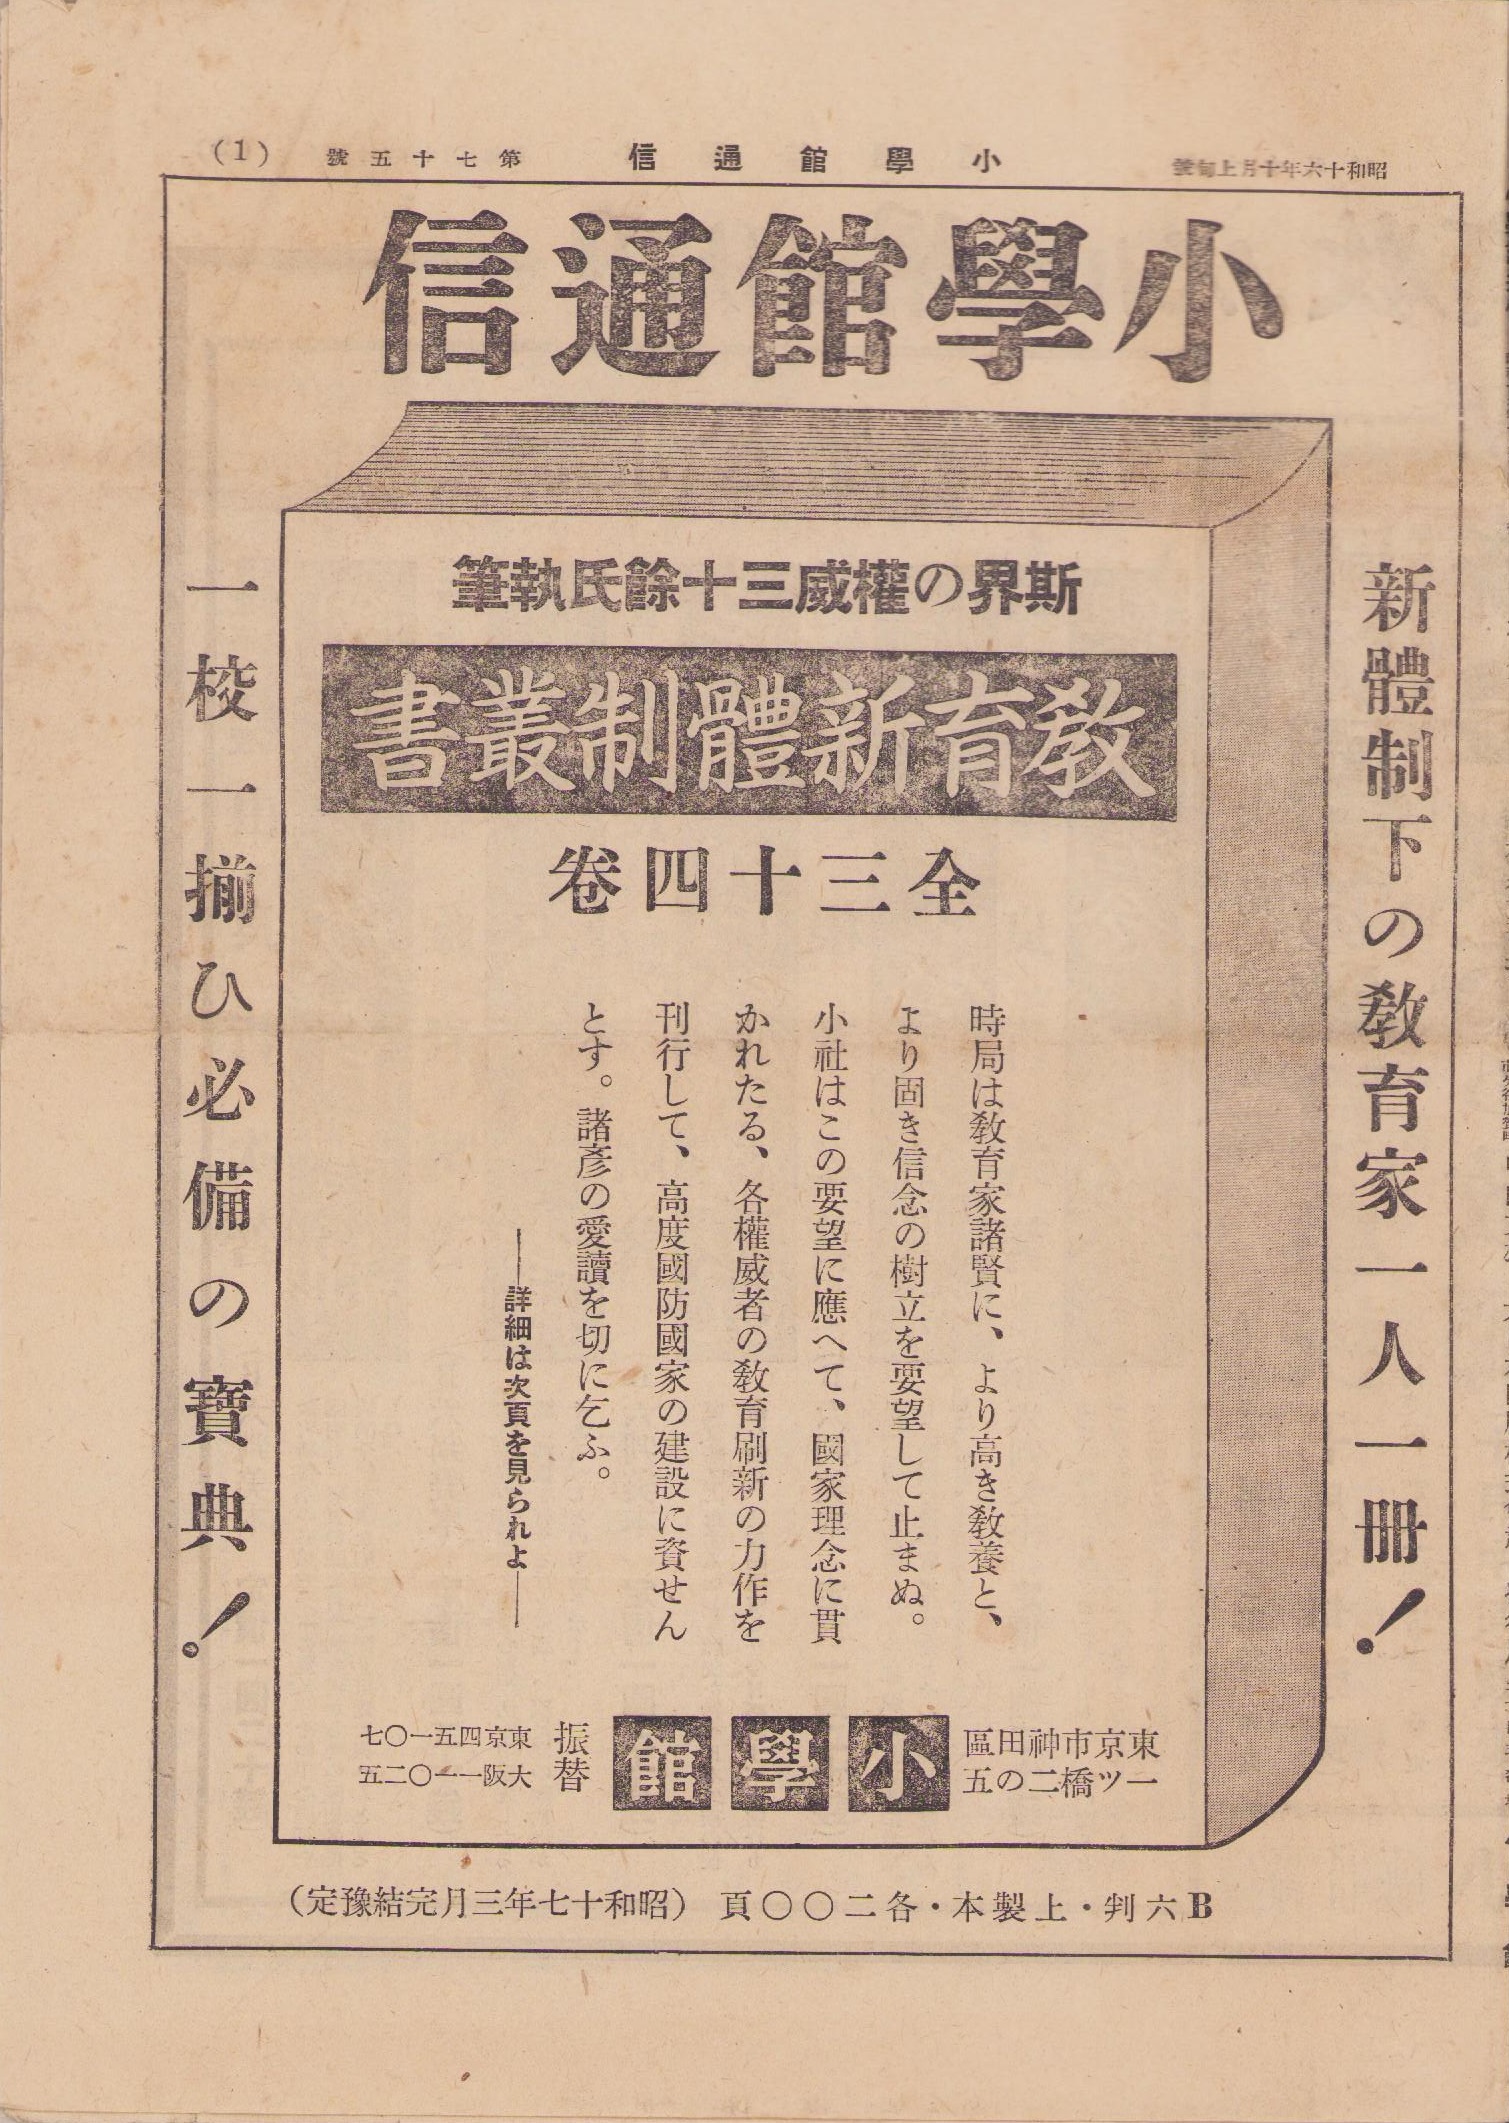 昭和十六年十月上旬號
小學館通信
第七十五號
(1)
小學館通信
新體制下の教育家一人一冊！
斯界の權威三十餘氏執筆
教育新體制叢書
全三十四卷
時局は教育家諸賢に、より高き教養と、
より固き信念の樹立を要望して止まぬ。
小社はこの要望に應へて、國家理念に貫
かれたる、各權威者の教育刷新の力作を
刊行して、高度國防國家の建設に資せん
とす。諸彥の愛讀を切に乞ふ。
――詳細は次頁を見られよ――
東京市神田區
一ツ橋二の五
小學館
振替
東京四五一〇七
大阪一一〇二五
一校一揃ひ必備の寶典！
B六判・上製本・各二〇〇頁（昭和十七年三月完結豫定）